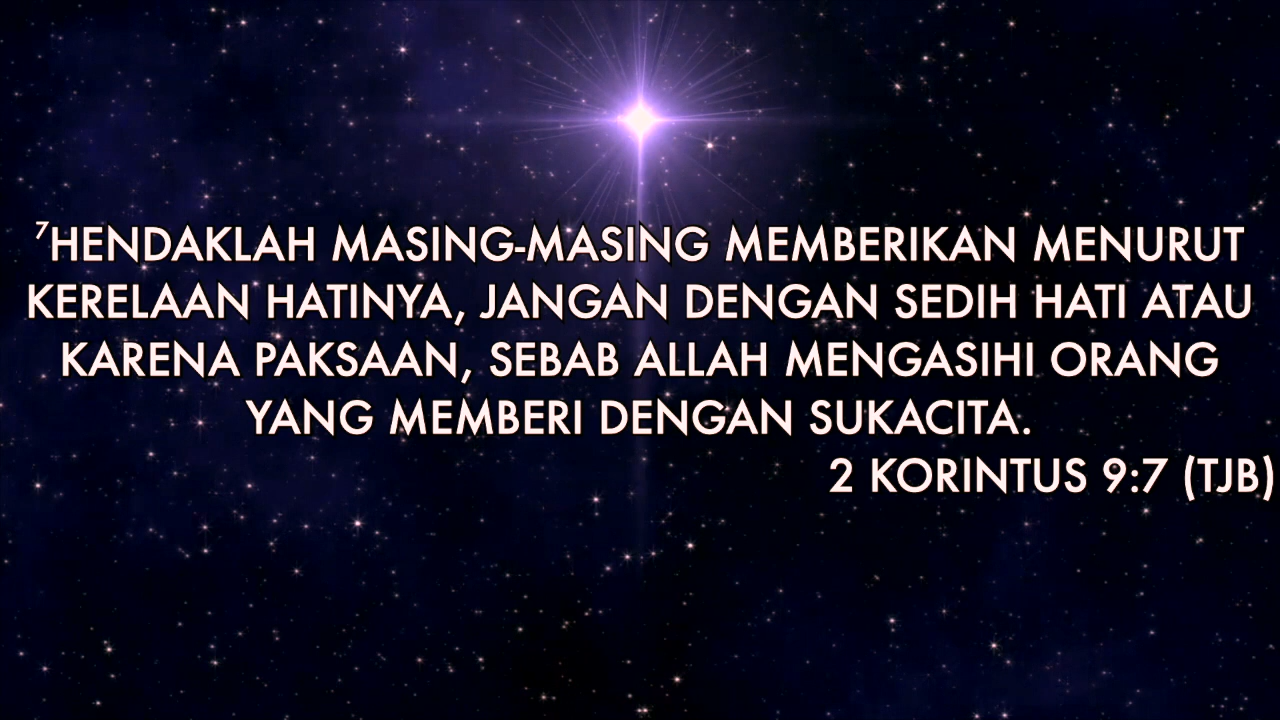 ⁷HENDAKLAH MASING-MASING MEMBERIKAN MENURUT
KERELAAN HATINYA, JANGAN DENGAN SEDIH HATI ATAU
KARENA PAKSAAN, SEBAB ALLAH MENGASIHI ORANG
YANG MEMBERI DENGAN SUKACITA.
2 KORINTUS 9:7 (TJB)